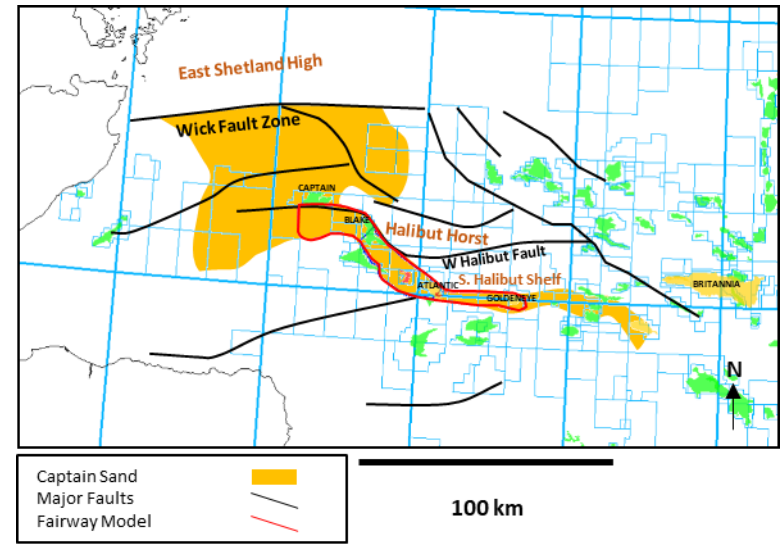 East Shetland High
Wick Fault Zone
CAPTAIN
BLAKE
Halibut Horst
W Halibut Fault
S. Halibut Shelf
ATLANTIC
GOLDENEYE
BRITANNIA
N
Captain Sand
Major Faults
Fairway Model
100 km